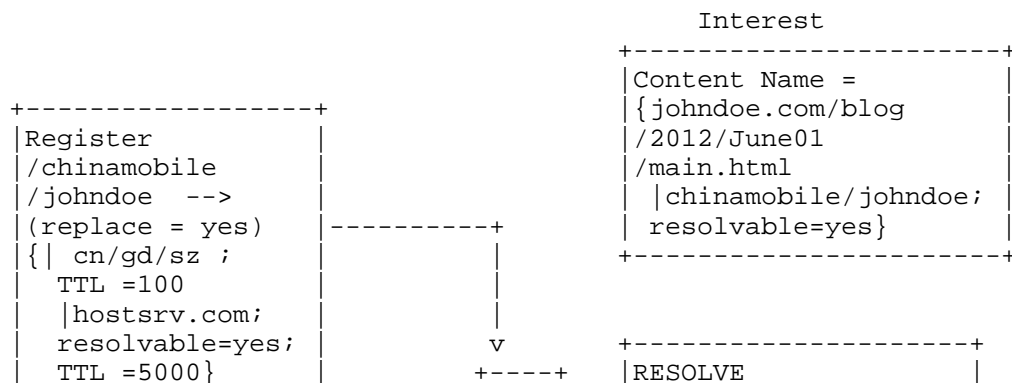 Interest
                                       +-----------------------+
                                       |Content Name =         |
+------------------+                   |{johndoe.com/blog      |
|Register          |                   |/2012/June01           |
|/chinamobile      |                   |/main.html             |
|/johndoe  -->     |                   | |chinamobile/johndoe; |
|(replace = yes)   |----------+        | resolvable=yes}       |
|{| cn/gd/sz ;     |          |        +-----------------------+
|  TTL =100        |          |
|  |hostsrv.com;   |          |
|  resolvable=yes; |          v        +---------------------+
|  TTL =5000}      |         +----+    |RESOLVE              |